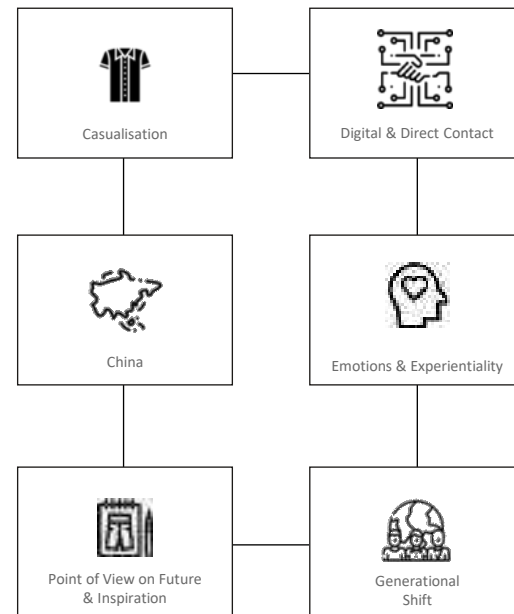 Casualisation
Digital & Direct Contact
China
Emotions & Experientiality
Point of View on Future
& Inspiration
Generational
Shift